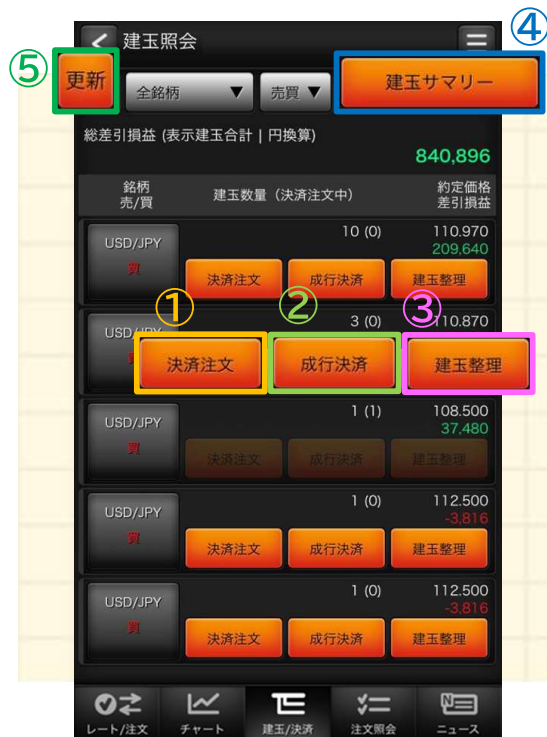 ④
建玉照会
⑤
更新
全銘柄 ▼
売買 ▼
建玉サマリー
総差引損益 (表示建玉合計 | 円換算)
840,896
銘柄
売/買
建玉数量（決済注文中）
約定価格
差引損益
USD/JPY
買
10 (0)
110.970
209,640
決済注文
成行決済
建玉整理
①
②
③
USD/JPY
3 (0)
110.870
決済注文
成行決済
建玉整理
USD/JPY
買
1 (1)
108.500
37,480
決済注文
成行決済
建玉整理
USD/JPY
買
1 (0)
112.500
-3,816
決済注文
成行決済
建玉整理
USD/JPY
買
1 (0)
112.500
-3,816
決済注文
成行決済
建玉整理
レート/注文
チャート
建玉/決済
注文照会
ニュース